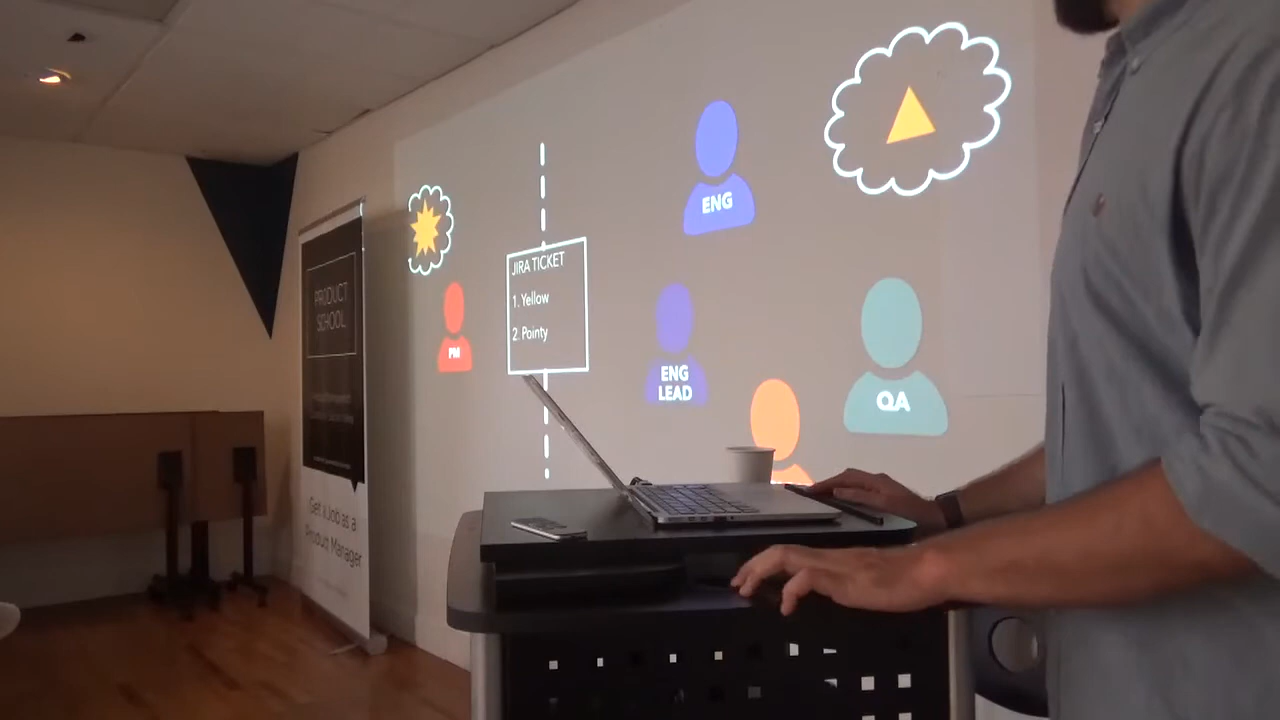 PRODUCT
SCHOOL
Get a Job as a
Product Manager
PM
JIRA TICKET
1. Yellow
2. Pointy
ENG
ENG
LEAD
QA